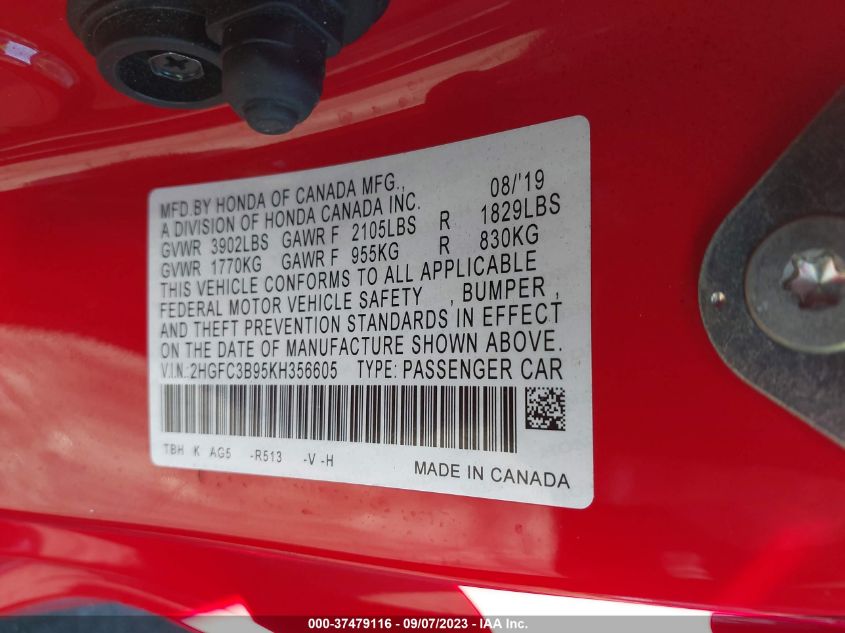 MFD.BY HONDA OF CANADA MFG., 08/'19
A DIVISION OF HONDA CANADA INC.
GVWR 3902LBS GAWR F 2105LBS R 1829LBS
GVWR 1770KG GAWR F 955KG R 830KG
THIS VEHICLE CONFORMS TO ALL APPLICABLE
FEDERAL MOTOR VEHICLE SAFETY , BUMPER ,
AND THEFT PREVENTION STANDARDS IN EFFECT
ON THE DATE OF MANUFACTURE SHOWN ABOVE.
V.I.N.:2HGFC3B95KH356605 TYPE: PASSENGER CAR
TBH K AG5 -R513 -V -H
MADE IN CANADA
000-37479116 - 09/07/2023 - IAA Inc.